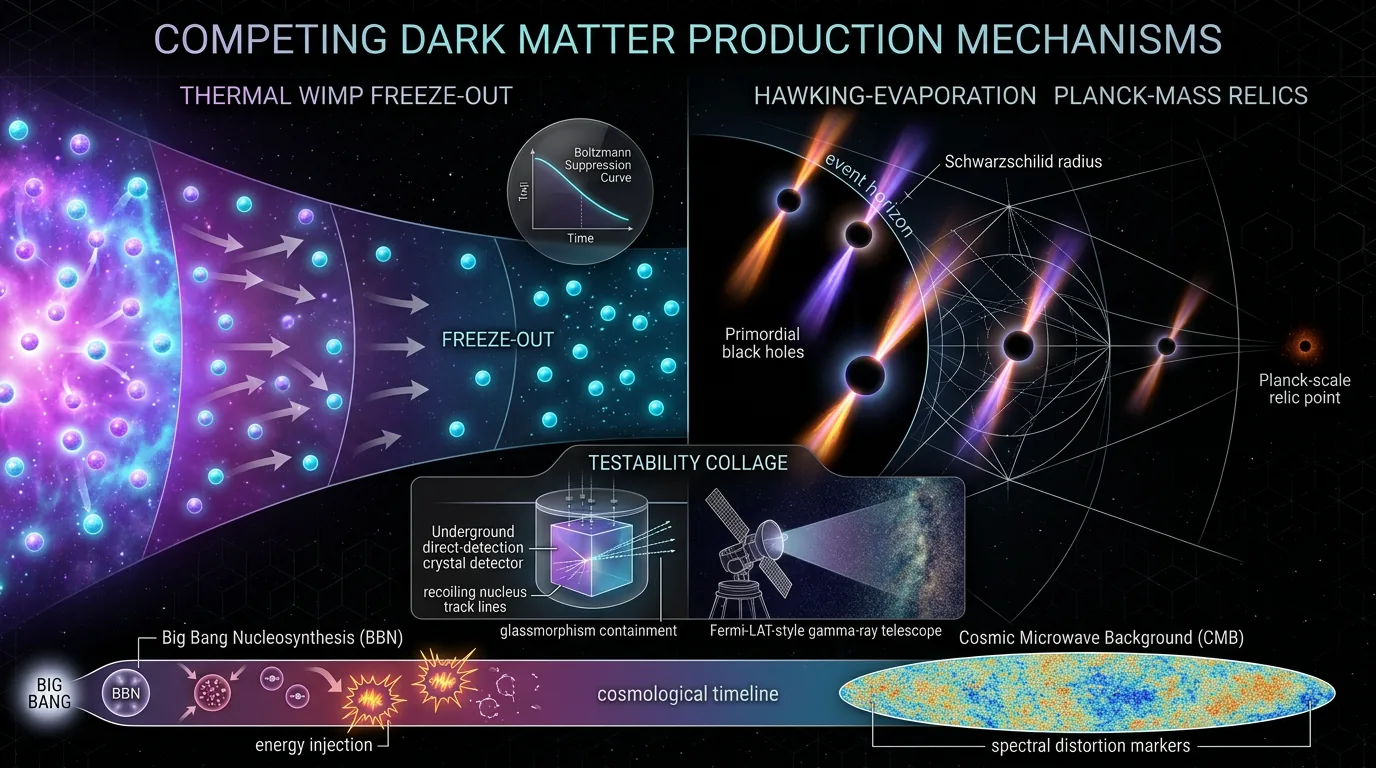 COMPETING DARK MATTER PRODUCTION MECHANISMS
THERMAL WIMP FREEZE-OUT
Boltzmann
Suppression
Curve
Time
FREEZE-OUT
HAWKING-EVAPORATION PLANCK-MASS RELICS
event horizon
Schwarzschilid radius
Primordial
black holes
Planck-scale
relic point
TESTABILITY COLLAGE
Underground
direct-detection
crystal detector
recoiling nucleus
track lines
glassmorphism containment
Fermi-LAT-style gamma-ray telescope
Big Bang Nucleosynthesis (BBN)
Cosmic Microwave Background (CMB)
BIG
BANG
BBN
cosmological timeline
energy injection
spectral distortion markers